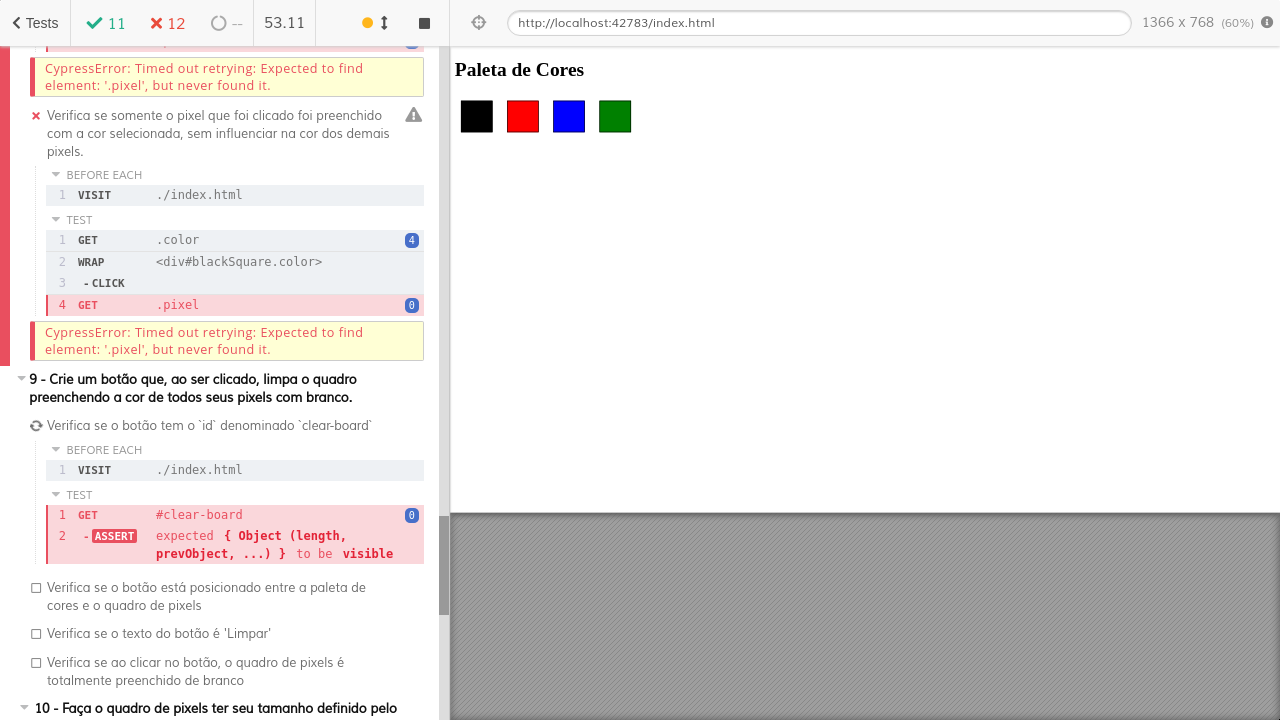 Tests
11
12
--
53.11
http://localhost:42783/index.html
1366 x 768 (60%)
CypressError: Timed out retrying: Expected to find
element: '.pixel', but never found it.
Verifica se somente o pixel que foi clicado foi preenchido
com a cor selecionada, sem influenciar na cor dos demais
pixels.
BEFORE EACH
1 VISIT ./index.html
TEST
1 GET .color 4
2 WRAP <div#blackSquare.color>
3 -CLICK
4 GET .pixel 0
CypressError: Timed out retrying: Expected to find
element: '.pixel', but never found it.
9 - Crie um botão que, ao ser clicado, limpa o quadro
preenchendo a cor de todos seus pixels com branco.
Verifica se o botão tem o `id` denominado `clear-board`
BEFORE EACH
1 VISIT ./index.html
TEST
1 GET #clear-board 0
2 -ASSERT expected { Object (length,
prevObject, ...) } to be visible
Verifica se o botão está posicionado entre a paleta de
cores e o quadro de pixels
Verifica se o texto do botão é 'Limpar'
Verifica se ao clicar no botão, o quadro de pixels é
totalmente preenchido de branco
10 - Faça o quadro de pixels ter seu tamanho definido pelo
Paleta de Cores